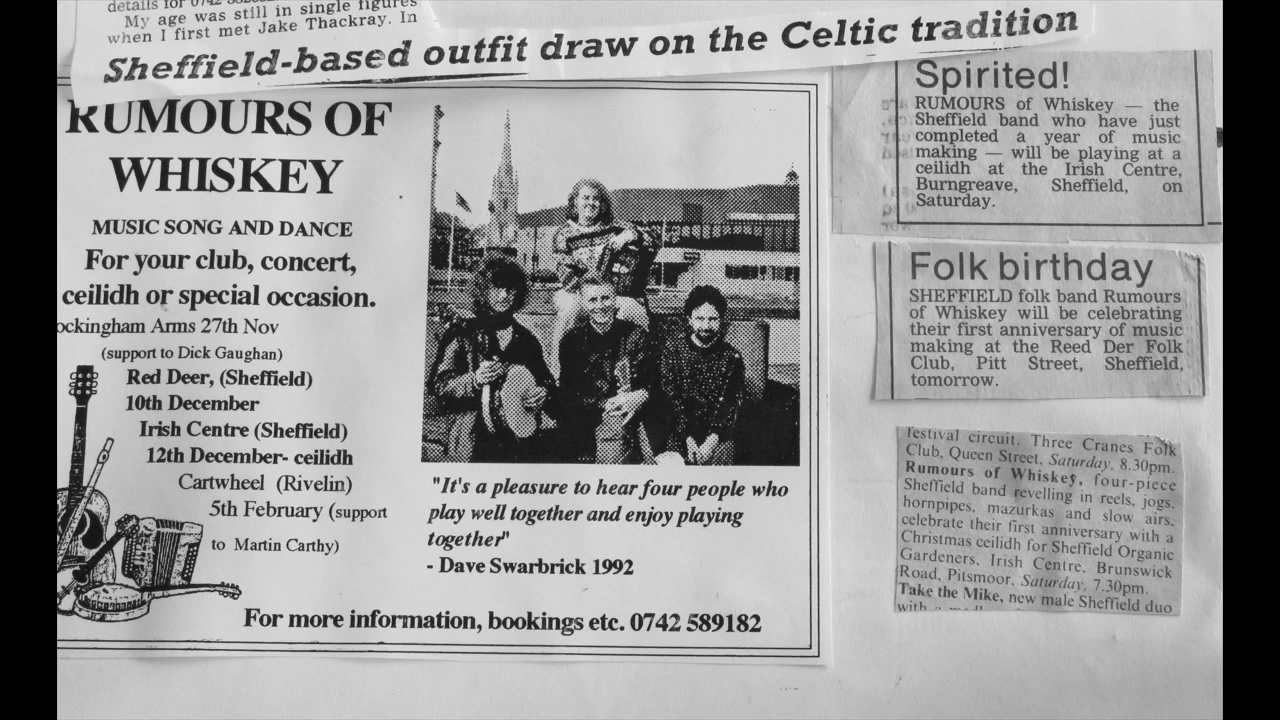 details for 0742
My age was still in single figures
when I first met Jake Thackray. In
Sheffield-based outfit draw on the Celtic tradition
RUMOURS OF
WHISKEY
MUSIC SONG AND DANCE
For your club, concert,
ceilidh or special occasion.
ockingham Arms 27th Nov
(support to Dick Gaughan)
Red Deer, (Sheffield)
10th December
Irish Centre (Sheffield)
12th December- ceilidh
Cartwheel (Rivelin)
5th February (support
to Martin Carthy)
"It's a pleasure to hear four people who
play well together and enjoy playing
together"
- Dave Swarbrick 1992
For more information, bookings etc. 0742 589182
Spirited!
RUMOURS of Whiskey — the
Sheffield band who have just
completed a year of music
making — will be playing at a
ceilidh at the Irish Centre,
Burngreave, Sheffield, on
Saturday.
Folk birthday
SHEFFIELD folk band Rumours
of Whiskey will be celebrating
their first anniversary of music
making at the Reed Der Folk
Club, Pitt Street, Sheffield,
tomorrow.
festival circuit. Three Cranes Folk
Club, Queen Street, Saturday, 8.30pm.
Rumours of Whiskey, four-piece
Sheffield band revelling in reels, jogs,
hornpipes, mazurkas and slow airs,
celebrate their first anniversary with a
Christmas ceilidh for Sheffield Organic
Gardeners. Irish Centre, Brunswick
Road, Pitsmoor, Saturday, 7.30pm.
Take the Mike, new male Sheffield duo
with a